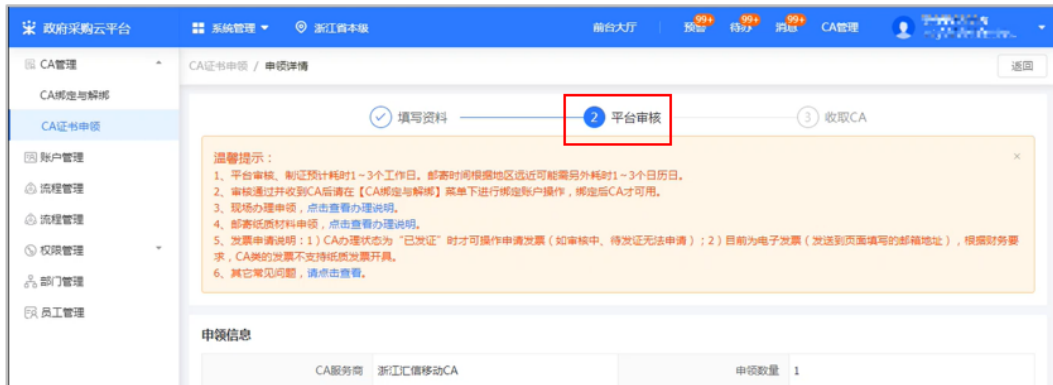 政府采购云平台
系统管理
浙江省本级
前台大厅
预警
99+
待办
99+
消息
99+
CA管理
CA管理
CA绑定与解绑
CA证书申领
账户管理
流程管理
流程管理
权限管理
部门管理
员工管理
CA证书申领 / 申领详情
返回
填写资料
2 平台审核
3 收取CA
温馨提示：
1、平台审核、制证预计耗时1~3个工作日。邮寄时间根据地区远近可能需另外耗时1~3个日历日。
2、审核通过并收到CA后请在【CA绑定与解绑】菜单下进行绑定账户操作，绑定后CA才可用。
3、现场办理申领，点击查看办理说明。
4、邮寄纸质材料申领，点击查看办理说明。
5、发票申请说明：1）CA办理状态为“已发证”时才可操作申请发票（如审核中、待发证无法申请）；2）目前为电子发票（发送到页面填写的邮箱地址），根据财务要
求，CA类的发票不支持纸质发票开具。
6、其它常见问题，请点击查看。
申领信息
CA服务商 浙江汇信移动CA
申领数量 1